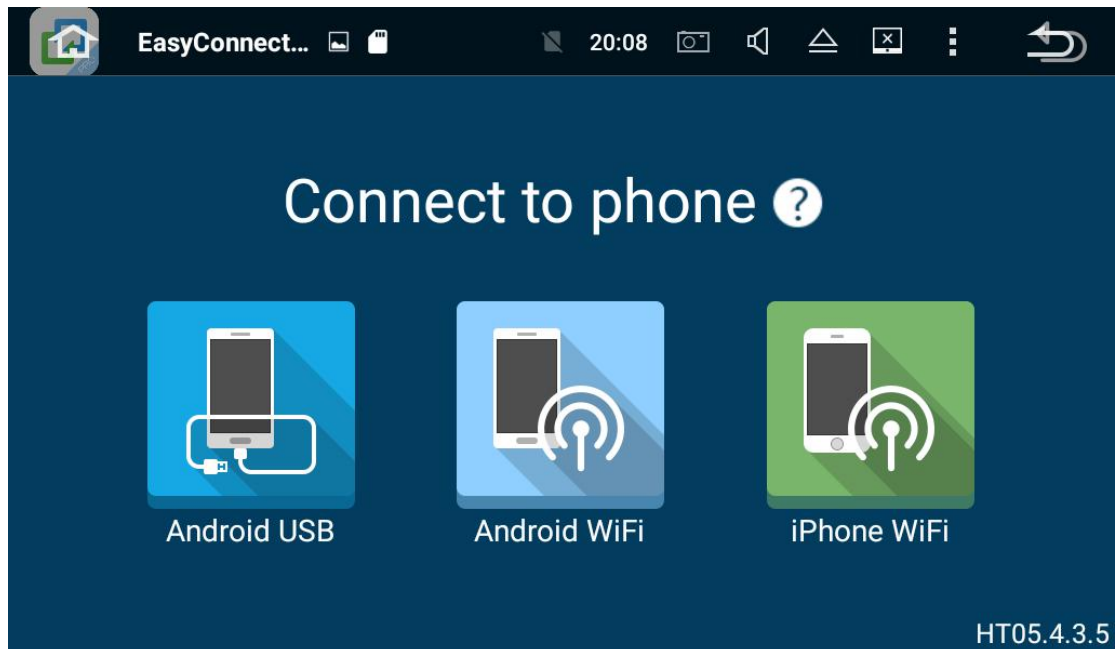 EasyConnect... 20:08
Connect to phone ?
Android USB
Android WiFi
iPhone WiFi
HT05.4.3.5